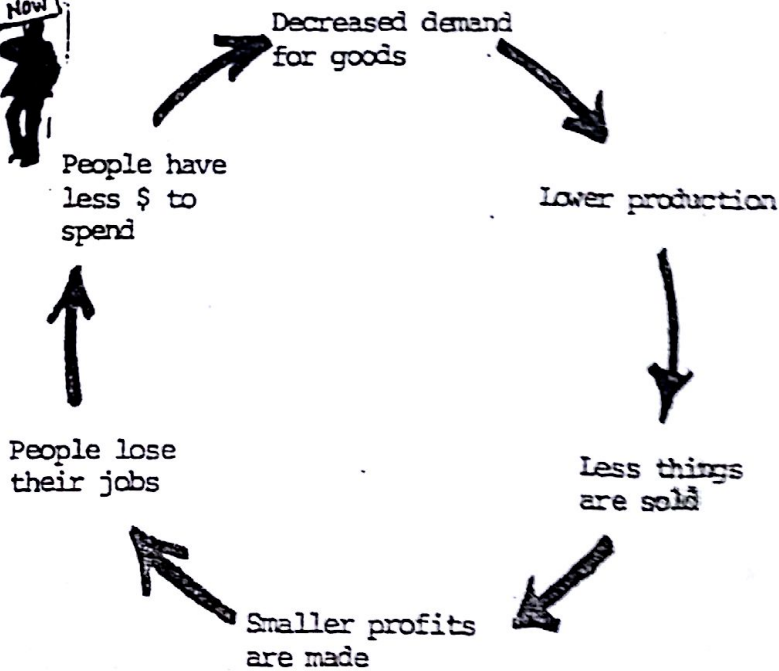 NOW
Decreased demand
for goods
Lower production
Less things
are sold
Smaller profits
are made
People lose
their jobs
People have
less $ to
spend